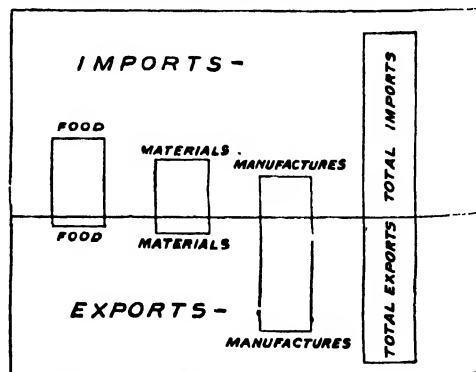 IMPORTS -
FOOD
MATERIALS.
MANUFACTURES
TOTAL IMPORTS
FOOD
MATERIALS
TOTAL EXPORTS
EXPORTS -
MANUFACTURES